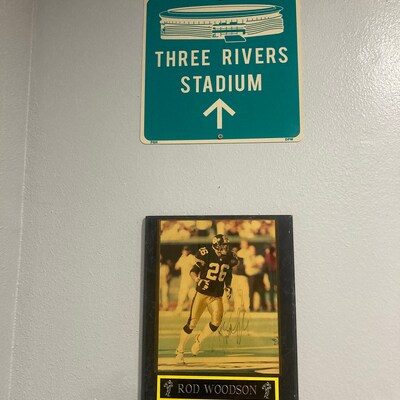 THREE RIVERS
STADIUM
26
ROD WOODSON